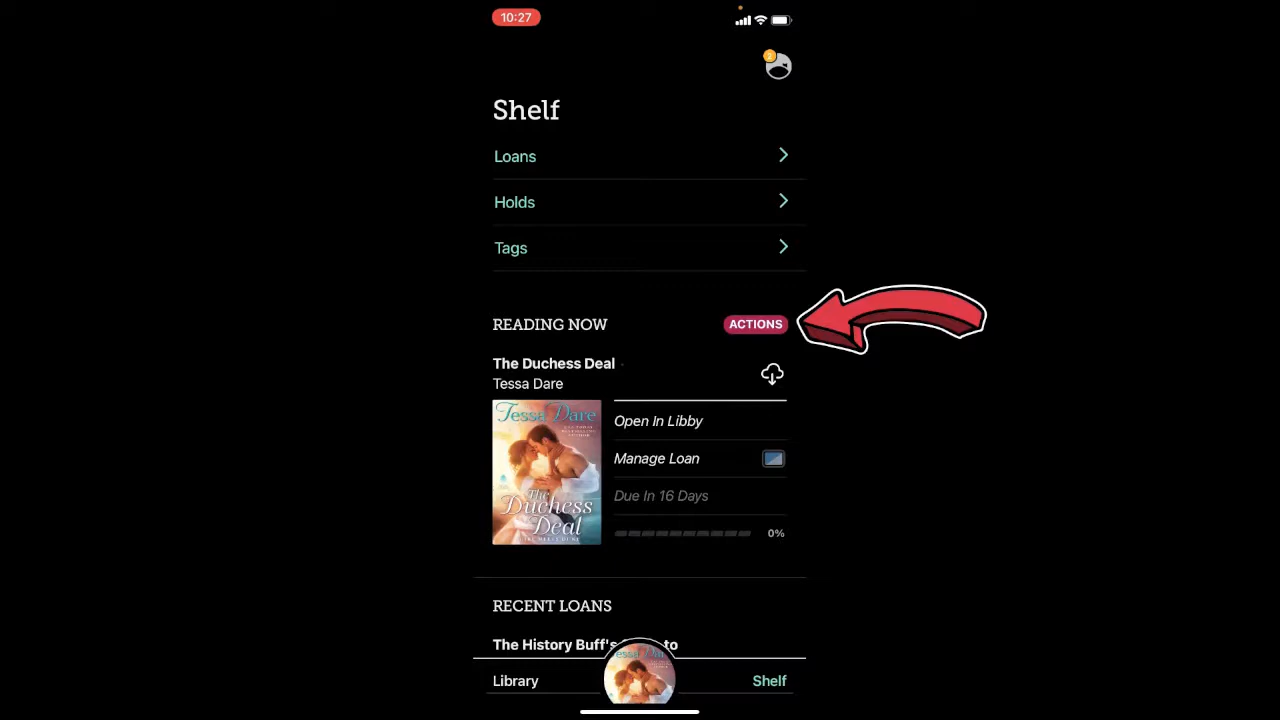 10:27
2
Shelf
Loans
Holds
Tags
READING NOW
ACTIONS
The Duchess Deal
Tessa Dare
Tessa Dare
The
Duchess
Deal
Open In Libby
Manage Loan
Due In 16 Days
0%
RECENT LOANS
The History Buff's to
Library
Shelf